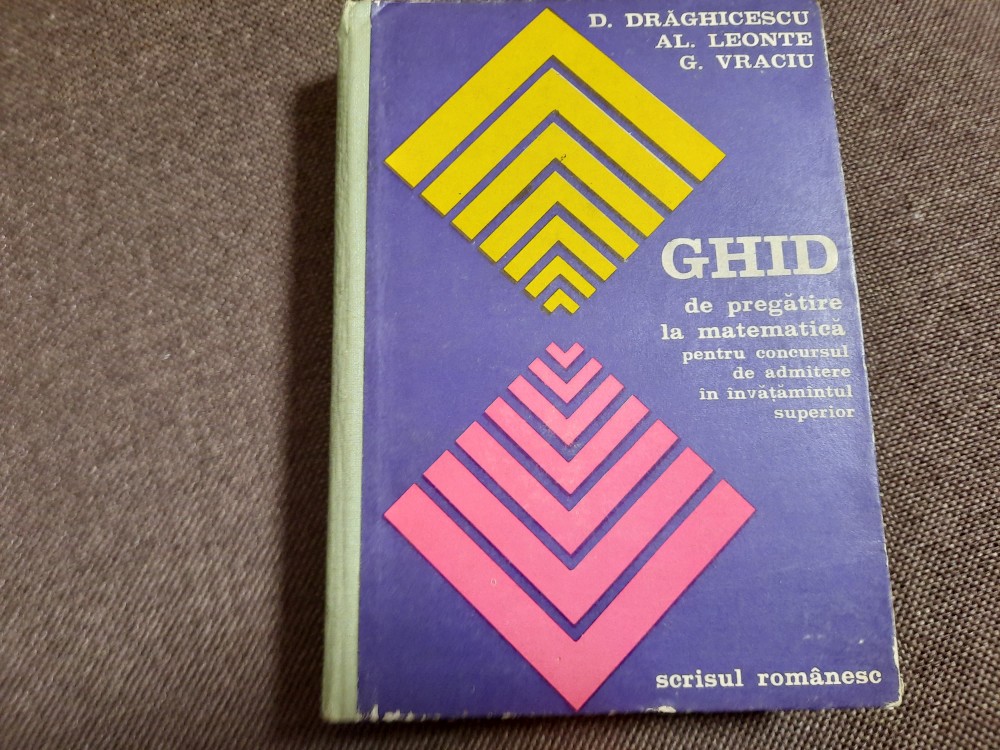 D. DRĂGHICESCU
AL. LEONTE
G. VRACIU
GHID
de pregătire
la matematică
pentru concursul
de admitere
în învățămîntul
superior
scrisul românesc